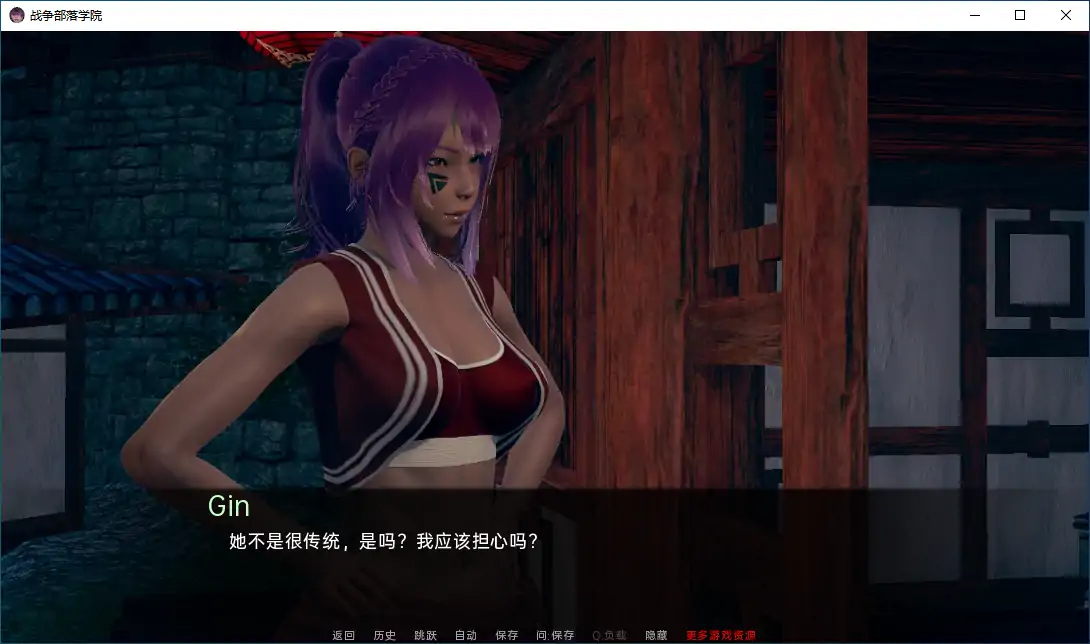 战争部落学院
Gin
她不是很传统，是吗？我应该担心吗？
返回 历史 跳跃 自动 保存 问.保存 Q.负载 隐藏 更多游戏资源